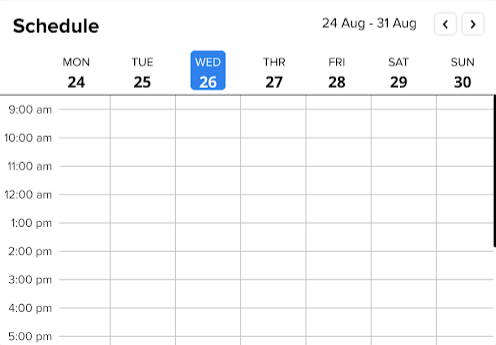 Schedule 24 Aug - 31 Aug
MON TUE WED THR FRI SAT SUN
24 25 26 27 28 29 30
9:00 am
10:00 am
11:00 am
12:00 am
1:00 pm
2:00 pm
3:00 pm
4:00 pm
5:00 pm